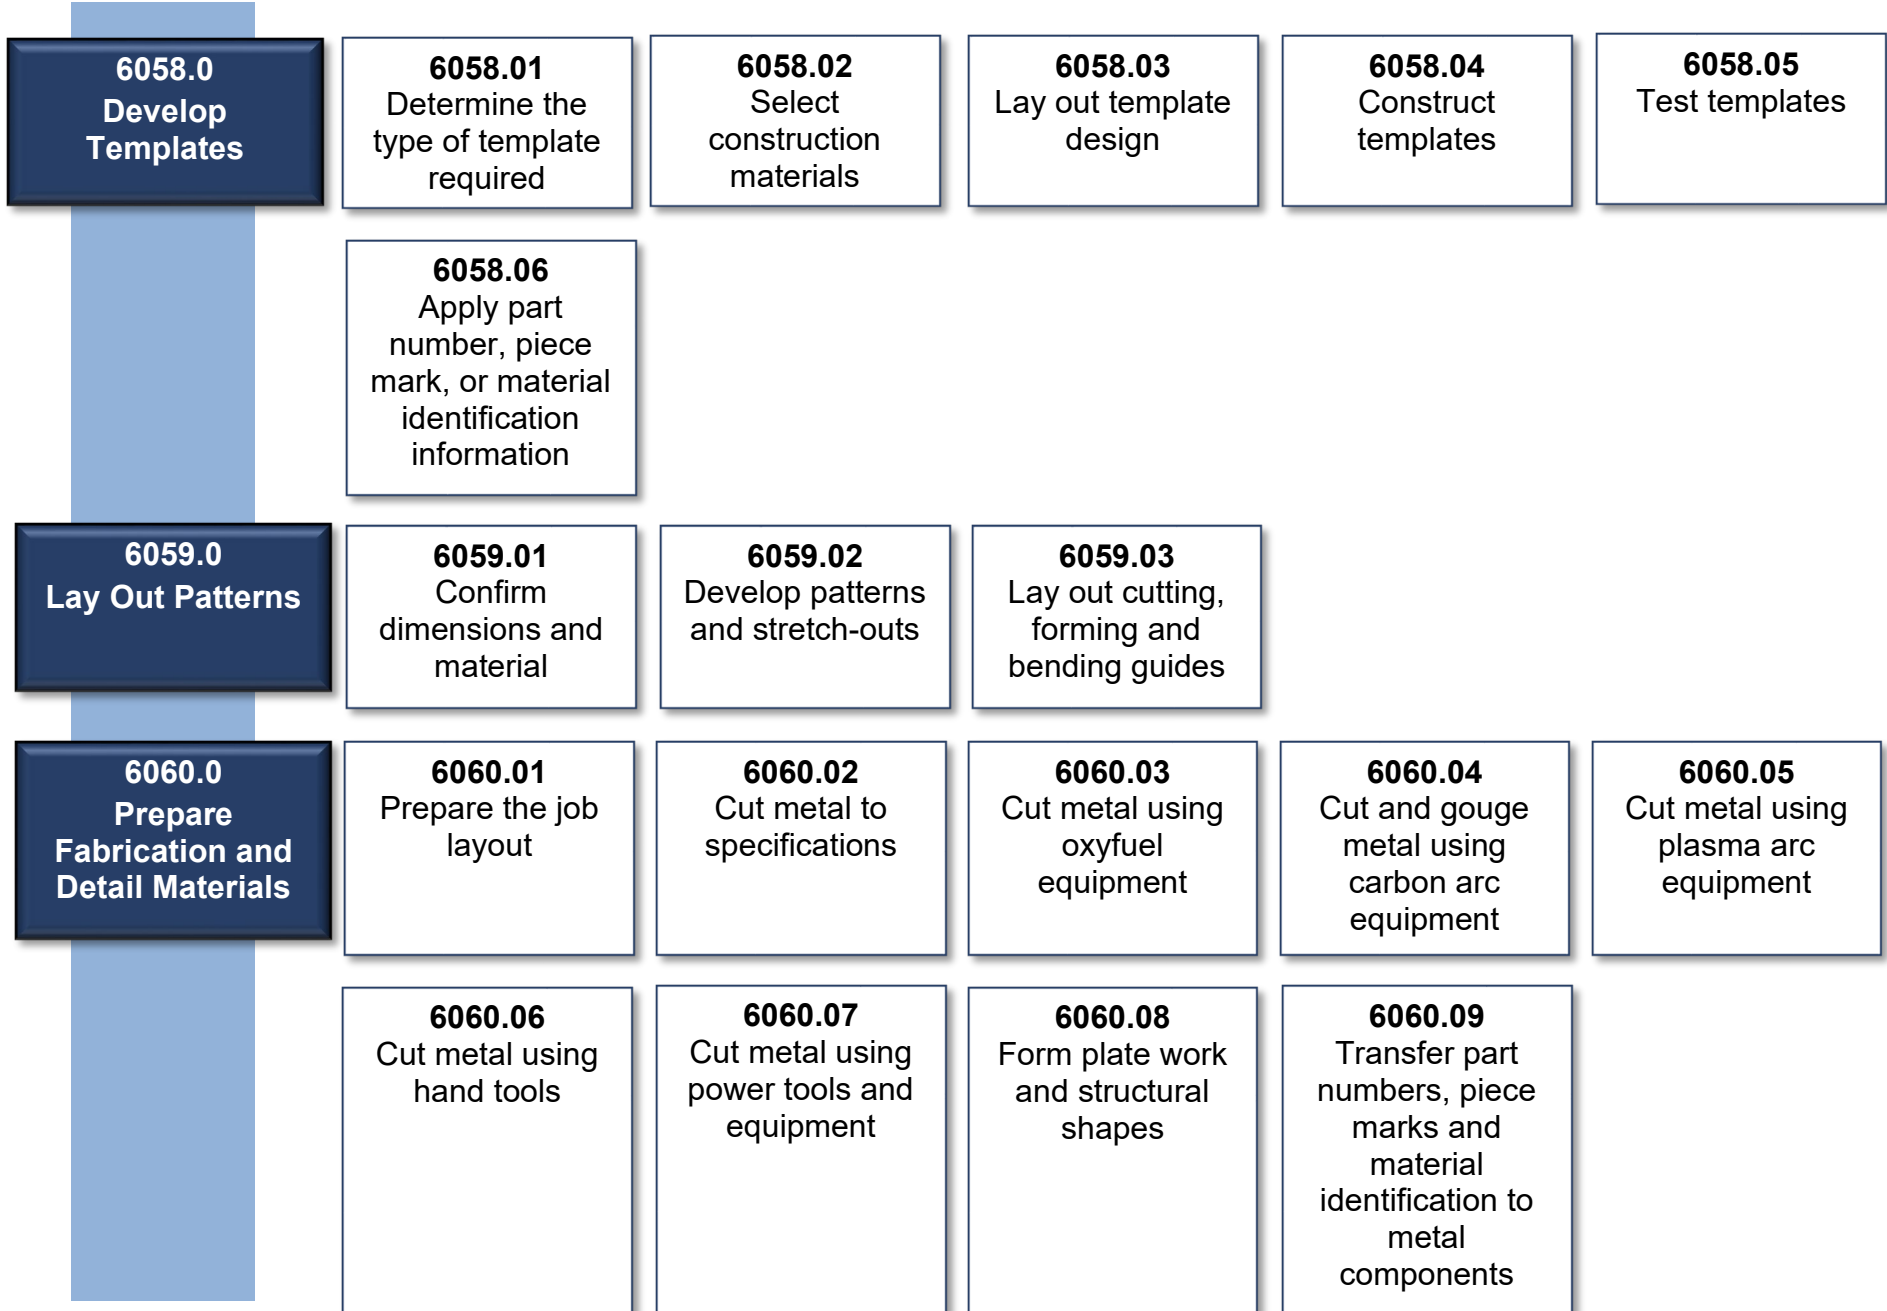 6058.0
Develop
Templates
6058.01
Determine the
type of template
required
6058.02
Select
construction
materials
6058.03
Lay out template
design
6058.04
Construct
templates
6058.05
Test templates
6058.06
Apply part
number, piece
mark, or material
identification
information
6059.0
Lay Out Patterns
6059.01
Confirm
dimensions and
material
6059.02
Develop patterns
and stretch-outs
6059.03
Lay out cutting,
forming and
bending guides
6060.0
Prepare
Fabrication and
Detail Materials
6060.01
Prepare the job
layout
6060.02
Cut metal to
specifications
6060.03
Cut metal using
oxyfuel
equipment
6060.04
Cut and gouge
metal using
carbon arc
equipment
6060.05
Cut metal using
plasma arc
equipment
6060.06
Cut metal using
hand tools
6060.07
Cut metal using
power tools and
equipment
6060.08
Form plate work
and structural
shapes
6060.09
Transfer part
numbers, piece
marks and
material
identification to
metal
components